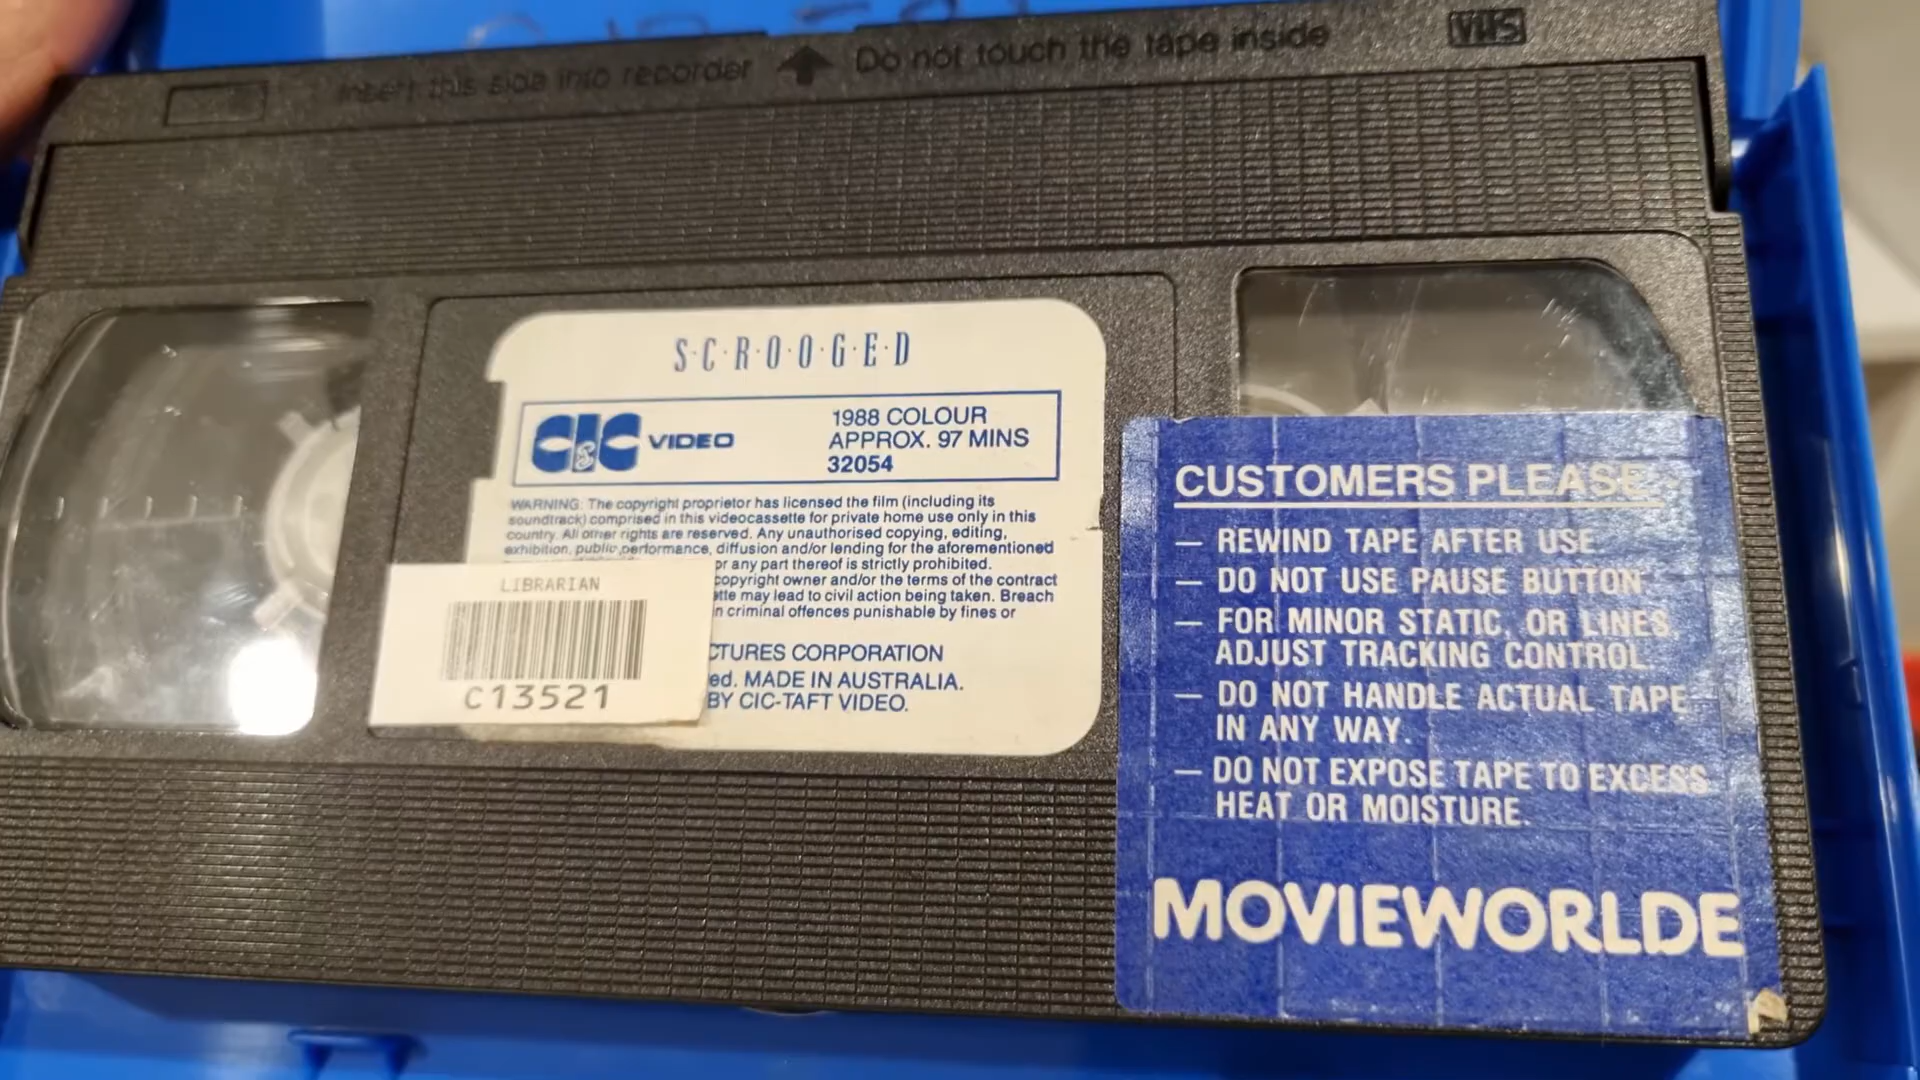 Insert this side into recorder Do not touch the tape inside VHS
S·C·R·O·O·G·E·D
CIC VIDEO
1988 COLOUR
APPROX. 97 MINS
32054
WARNING: The copyright proprietor has licensed the film (including its
soundtrack) comprised in this videocassette for private home use only in this
country. All other rights are reserved. Any unauthorised copying, editing,
exhibition, public performance, diffusion and/or lending for the aforementioned
or any part thereof is strictly prohibited.
copyright owner and/or the terms of the contract
tte may lead to civil action being taken. Breach
n criminal offences punishable by fines or
CTURES CORPORATION
ed. MADE IN AUSTRALIA.
BY CIC-TAFT VIDEO.
LIBRARIAN
C13521
CUSTOMERS PLEASE
— REWIND TAPE AFTER USE
— DO NOT USE PAUSE BUTTON
— FOR MINOR STATIC, OR LINES,
ADJUST TRACKING CONTROL.
— DO NOT HANDLE ACTUAL TAPE
IN ANY WAY.
— DO NOT EXPOSE TAPE TO EXCESS
HEAT OR MOISTURE.
MOVIEWORLDE